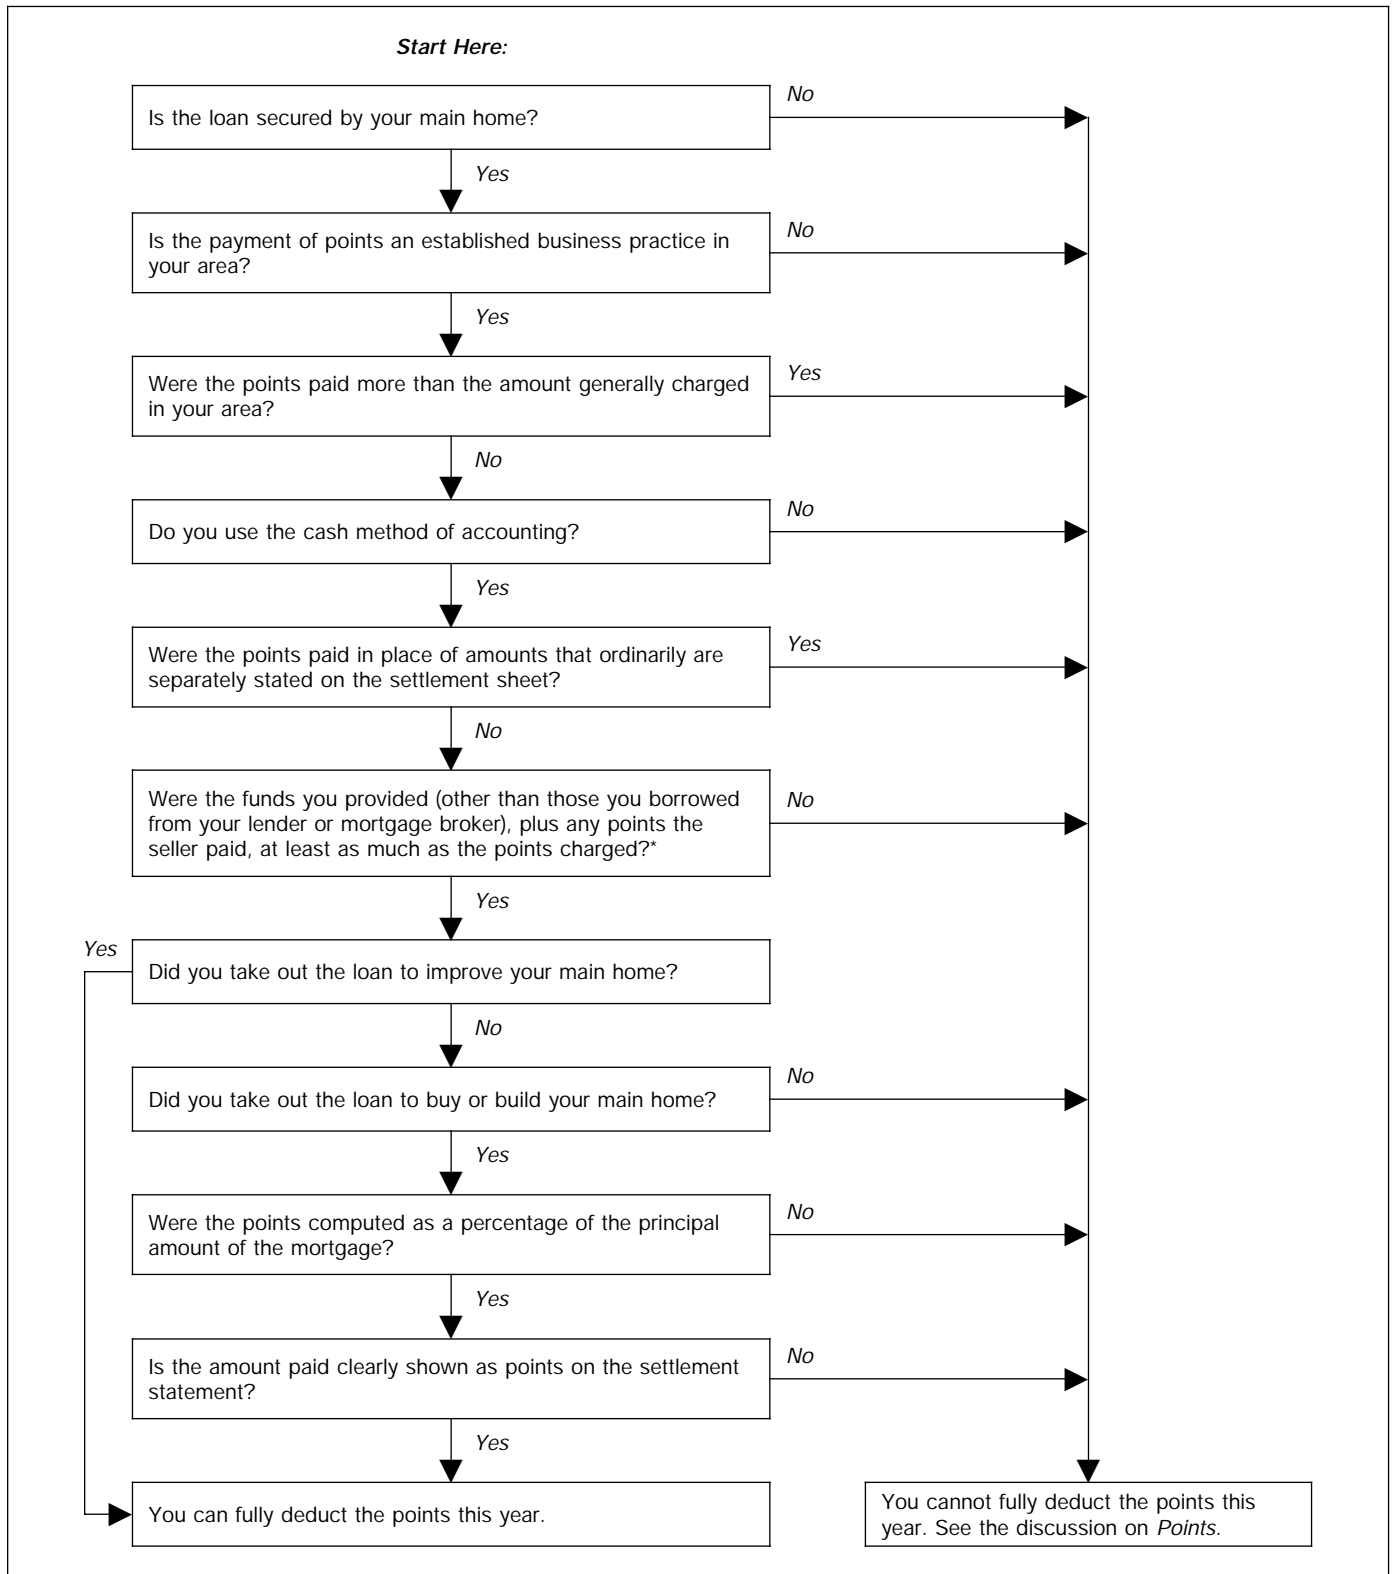 Start Here:
Is the loan secured by your main home?
No
Yes
Is the payment of points an established business practice in
your area?
No
Yes
Were the points paid more than the amount generally charged
in your area?
Yes
No
Do you use the cash method of accounting?
No
Yes
Were the points paid in place of amounts that ordinarily are
separately stated on the settlement sheet?
Yes
No
Were the funds you provided (other than those you borrowed
from your lender or mortgage broker), plus any points the
seller paid, at least as much as the points charged?*
No
Yes
Yes
Did you take out the loan to improve your main home?
No
Did you take out the loan to buy or build your main home?
No
Yes
Were the points computed as a percentage of the principal
amount of the mortgage?
No
Yes
Is the amount paid clearly shown as points on the settlement
statement?
No
Yes
You can fully deduct the points this year.
You cannot fully deduct the points this
year. See the discussion on Points.